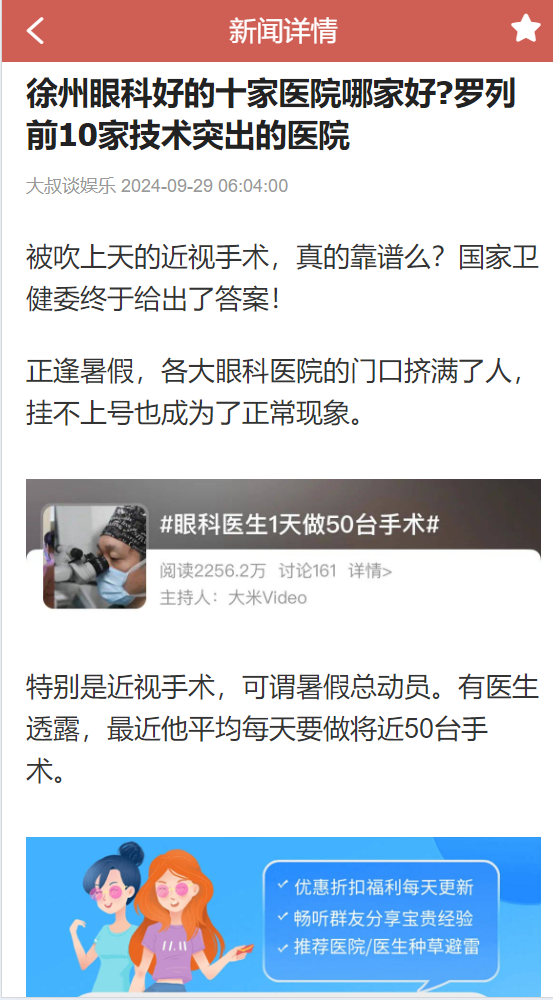 新闻详情
徐州眼科好的十家医院哪家好?罗列
前10家技术突出的医院
大叔谈娱乐 2024-09-29 06:04:00
被吹上天的近视手术，真的靠谱么？国家卫
健委终于给出了答案！
正逢暑假，各大眼科医院的门口挤满了人，
挂不上号也成为了正常现象。
#眼科医生1天做50台手术#
阅读2256.2万 讨论161 详情>
主持人：大米Video
特别是近视手术，可谓暑假总动员。有医生
透露，最近他平均每天要做将近50台手
术。
优惠折扣福利每天更新
畅听群友分享宝贵经验
推荐医院/医生种草避雷
11.11